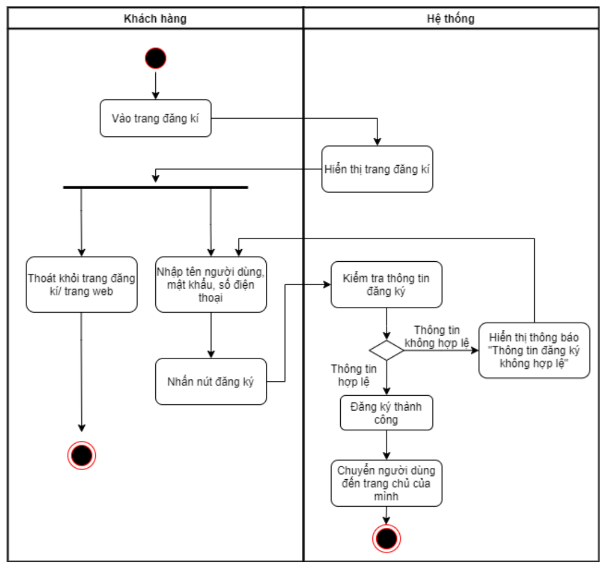 Khách hàng
Hệ thống
Vào trang đăng kí
Hiển thị trang đăng kí
Thoát khỏi trang đăng
kí/ trang web
Nhập tên người dùng,
mật khẩu, số điện
thoại
Nhấn nút đăng ký
Kiểm tra thông tin
đăng ký
Thông tin
không hợp lệ
Hiển thị thông báo
"Thông tin đăng ký
không hợp lệ"
Thông tin
hợp lệ
Đăng ký thành
công
Chuyển người dùng
đến trang chủ của
mình